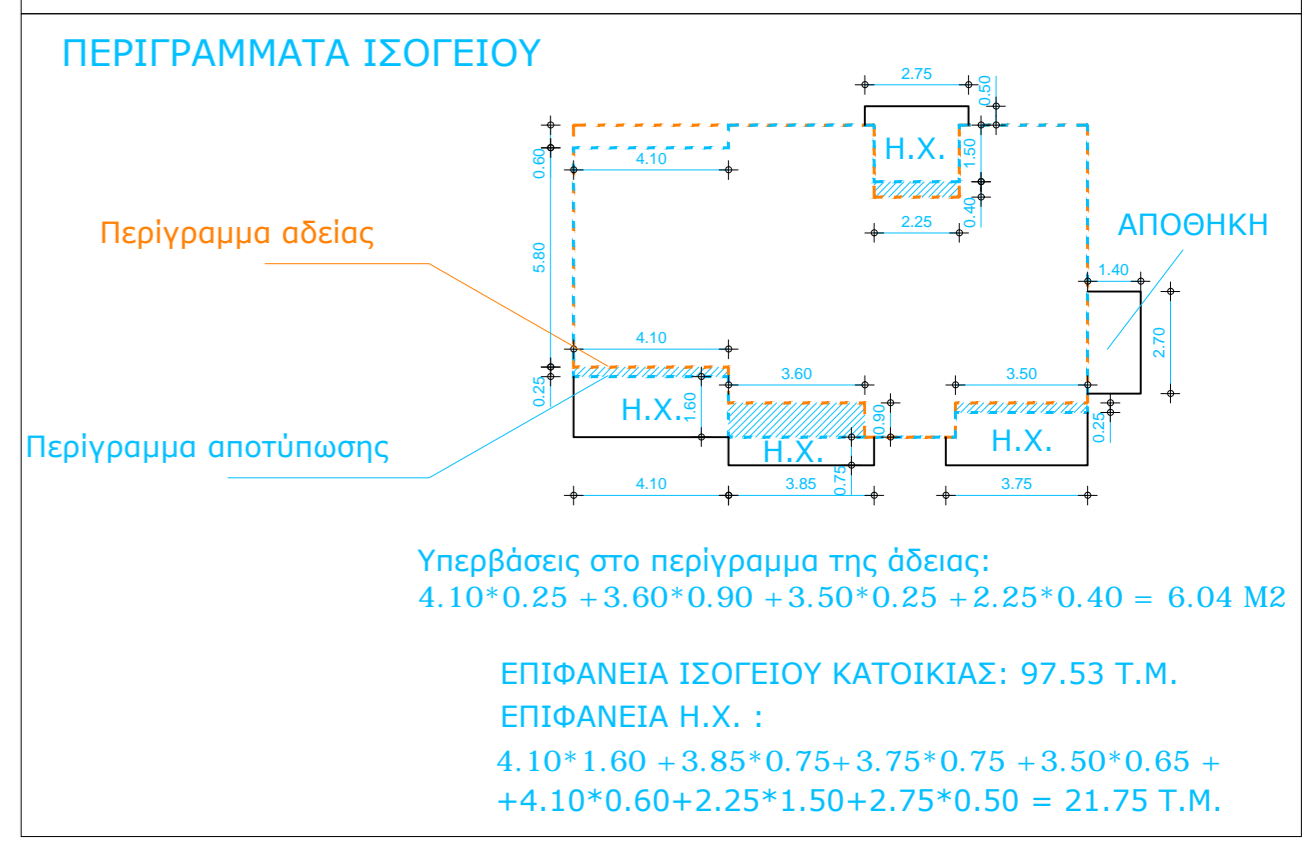 ΠΕΡΙΓΡΑΜΜΑΤΑ ΙΣΟΓΕΙΟΥ
2.75
0.50
0.60
4.10
Η.Χ.
1.50
0.40
2.25
Περίγραμμα αδείας
ΑΠΟΘΗΚΗ
5.80
1.40
2.70
4.10
3.60
3.50
0.25
Η.Χ.
1.60
0.90
Η.Χ.
0.25
Περίγραμμα αποτύπωσης
Η.Χ.
0.75
4.10
3.85
3.75
Υπερβάσεις στο περίγραμμα της άδειας:
4.10*0.25 +3.60*0.90 +3.50*0.25 +2.25*0.40 = 6.04 M2
ΕΠΙΦΑΝΕΙΑ ΙΣΟΓΕΙΟΥ ΚΑΤΟΙΚΙΑΣ: 97.53 Τ.Μ.
ΕΠΙΦΑΝΕΙΑ Η.Χ. :
4.10*1.60 +3.85*0.75+3.75*0.75 +3.50*0.65 +
+4.10*0.60+2.25*1.50+2.75*0.50 = 21.75 Τ.Μ.